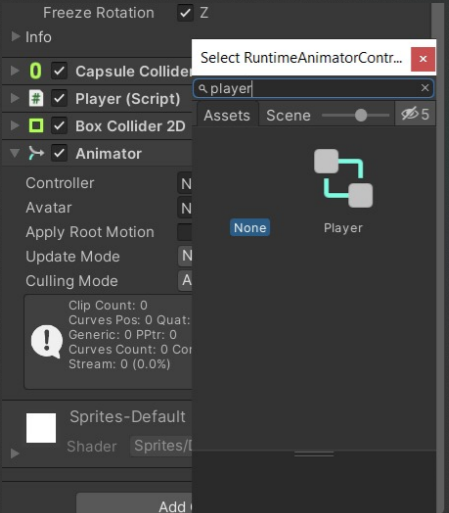 Freeze Rotation Z
Info
Select RuntimeAnimatorContr...
Capsule Collide
player
Player (Script)
Assets Scene 5
Box Collider 2D
Animator
Controller N
Avatar N
Apply Root Motion
None Player
Update Mode N
Culling Mode A
Clip Count: 0
Curves Pos: 0 Quat:
Generic: 0 PPtr: 0
Curves Count: 0 Cor
Stream: 0 (0.0%)
Sprites-Default
Shader Sprites/D
Add